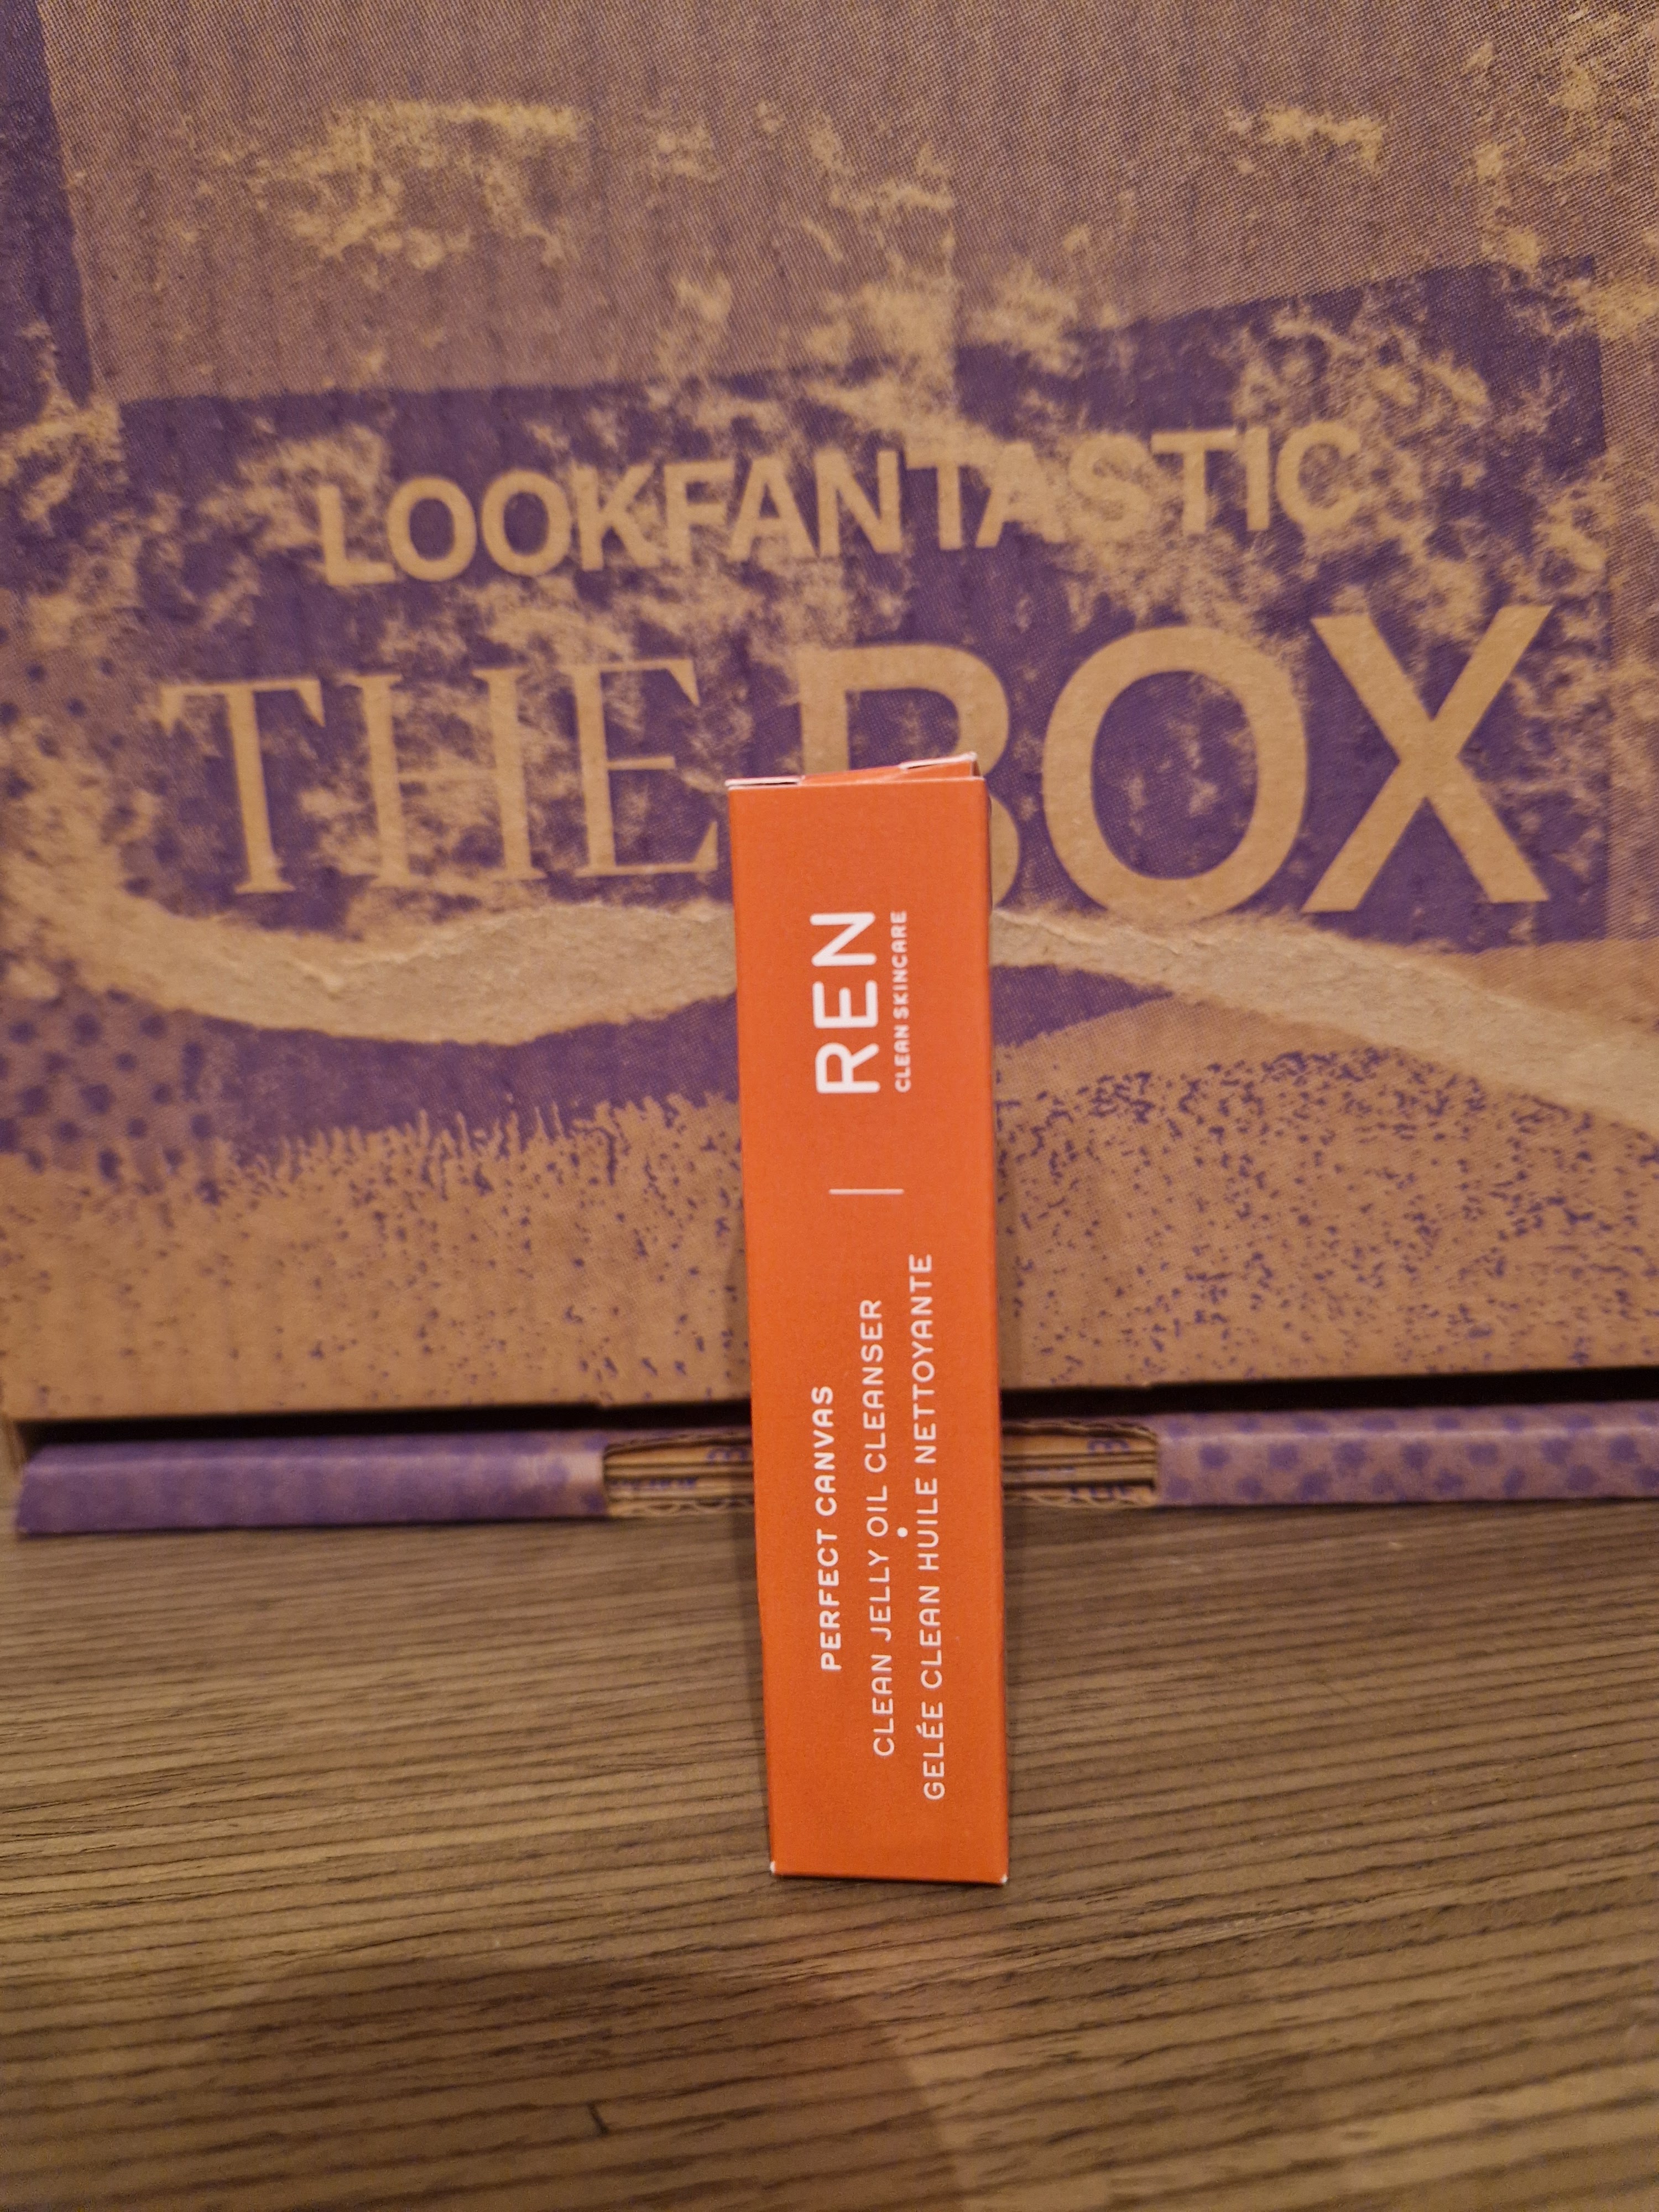 LOOKFANTASTIC
THE BOX
REN
CLEAN SKINCARE
PERFECT CANVAS
CLEAN JELLY OIL CLEANSER
•
GELÉE CLEAN HUILE NETTOYANTE